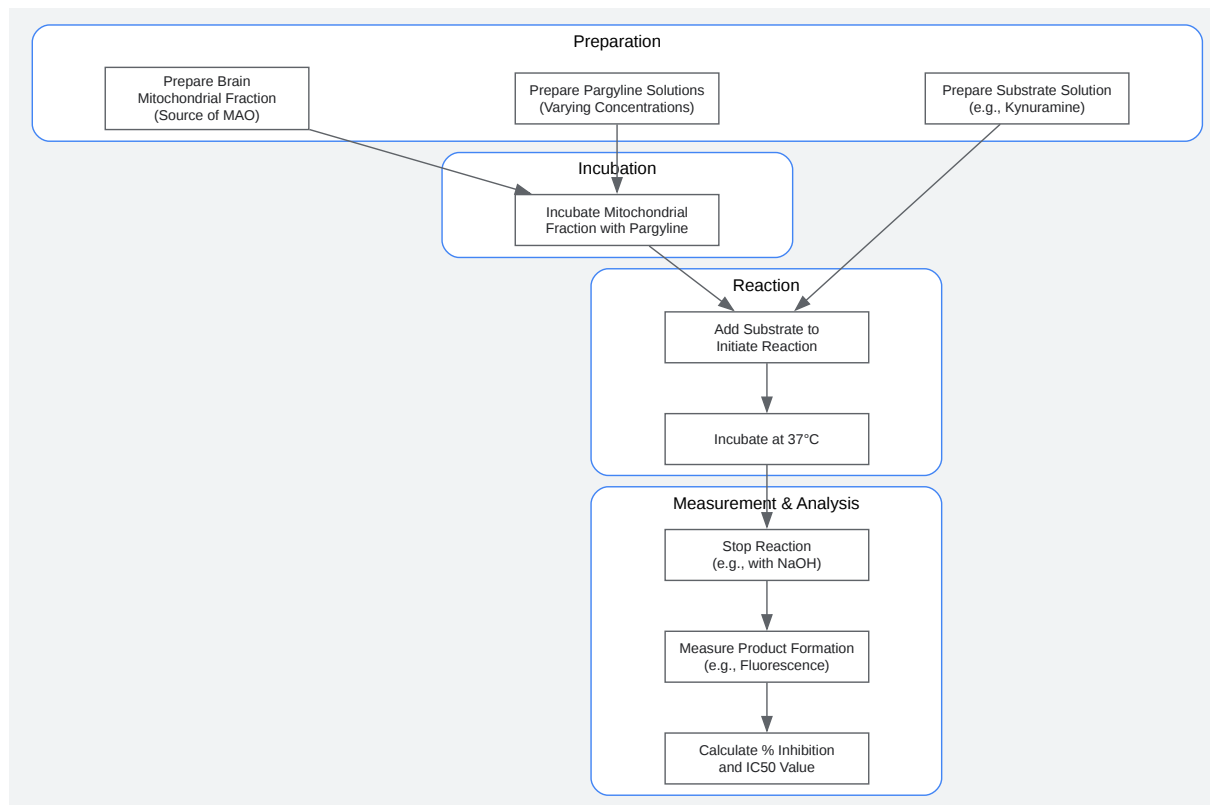 Preparation
Prepare Brain
Mitochondrial Fraction
(Source of MAO)
Prepare Pargyline Solutions
(Varying Concentrations)
Prepare Substrate Solution
(e.g., Kynuramine)
Incubation
Incubate Mitochondrial
Fraction with Pargyline
Reaction
Add Substrate to
Initiate Reaction
Incubate at 37°C
Measurement & Analysis
Stop Reaction
(e.g., with NaOH)
Measure Product Formation
(e.g., Fluorescence)
Calculate % Inhibition
and IC50 Value